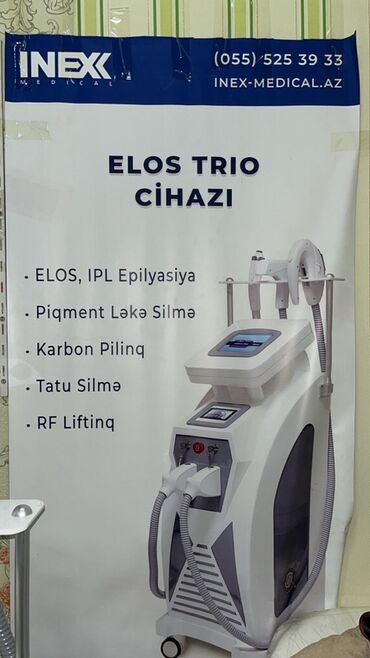 INEX
MEDICAL
(055) 525 39 33
INEX-MEDICAL.AZ
ELOS TRIO
CİHAZI
• ELOS, IPL Epilyasiya
• Piqment Ləkə Silmə
• Karbon Pilinq
• Tatu Silmə
• RF Liftinq